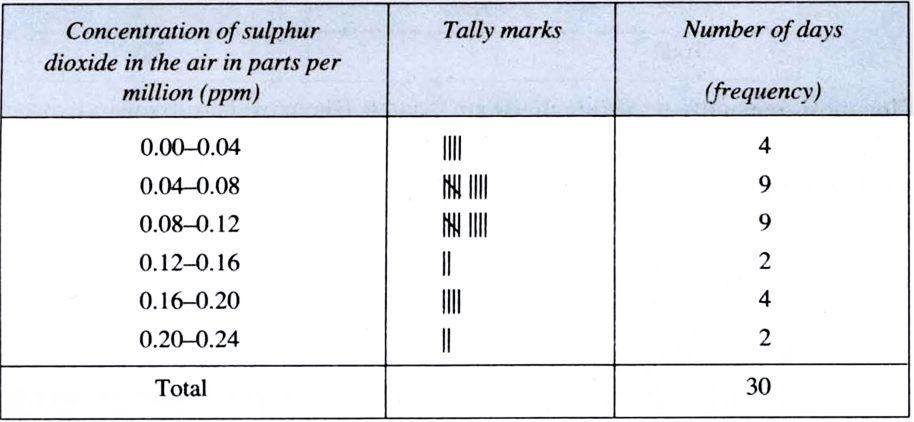 Concentration of sulphur Tally marks Number of days
dioxide in the air in parts per
million (ppm) (frequency)
0.00–0.04 |||| 4
0.04–0.08 |||| |||| 9
0.08–0.12 |||| |||| 9
0.12–0.16 || 2
0.16–0.20 |||| 4
0.20–0.24 || 2
Total 30